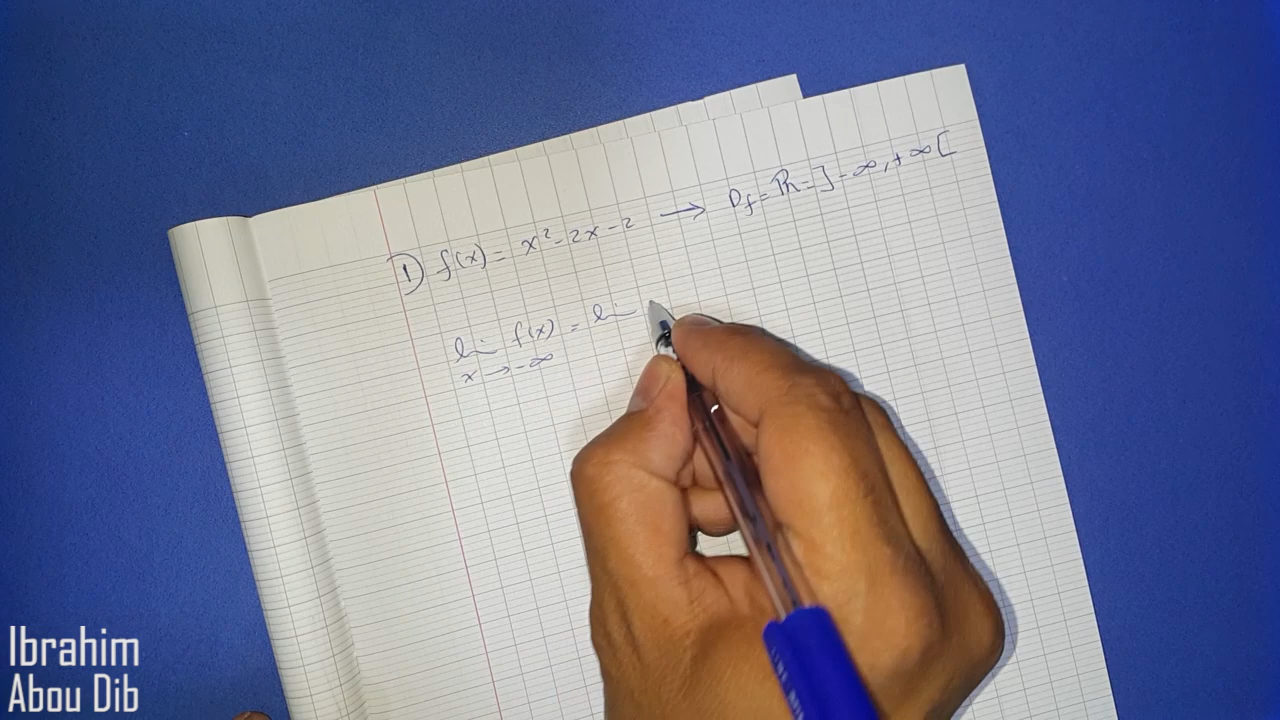 1) f(x) = x² - 2x - 2 → Df = ℝ = ]-∞, +∞[
lim f(x) = lim
x → -∞
Ibrahim
Abou Dib